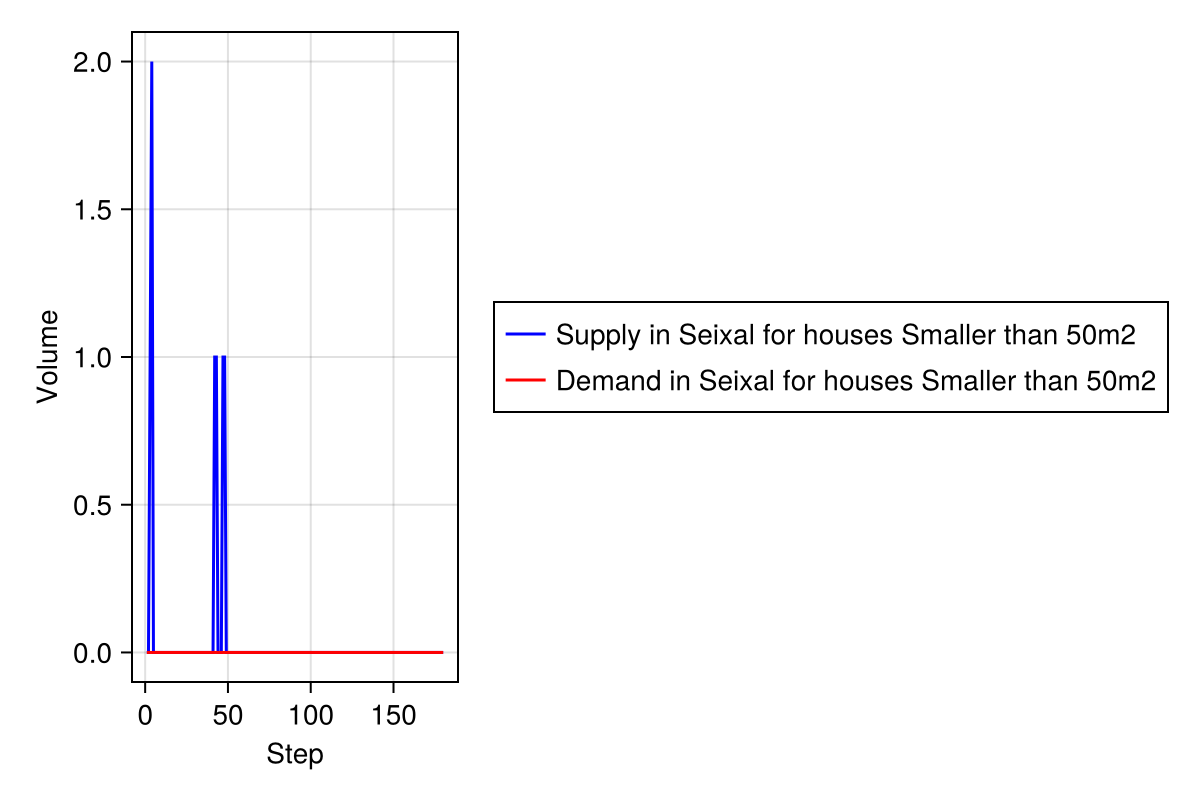 2.0
1.5
1.0
0.5
0.0
Volume
0 50 100 150
Step
Supply in Seixal for houses Smaller than 50m2
Demand in Seixal for houses Smaller than 50m2